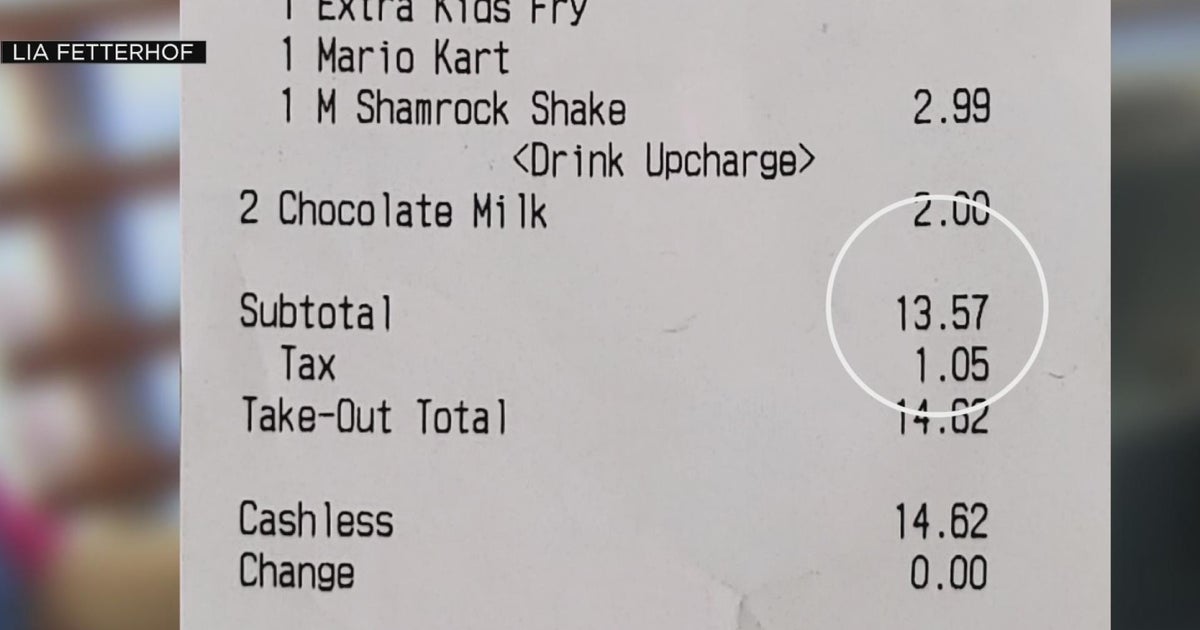 1 Extra Kids Fry
LIA FETTERHOF
1 Mario Kart
1 M Shamrock Shake 2.99
<Drink Upcharge>
2 Chocolate Milk 2.00
Subtotal 13.57
Tax 1.05
Take-Out Total 14.62
Cashless 14.62
Change 0.00